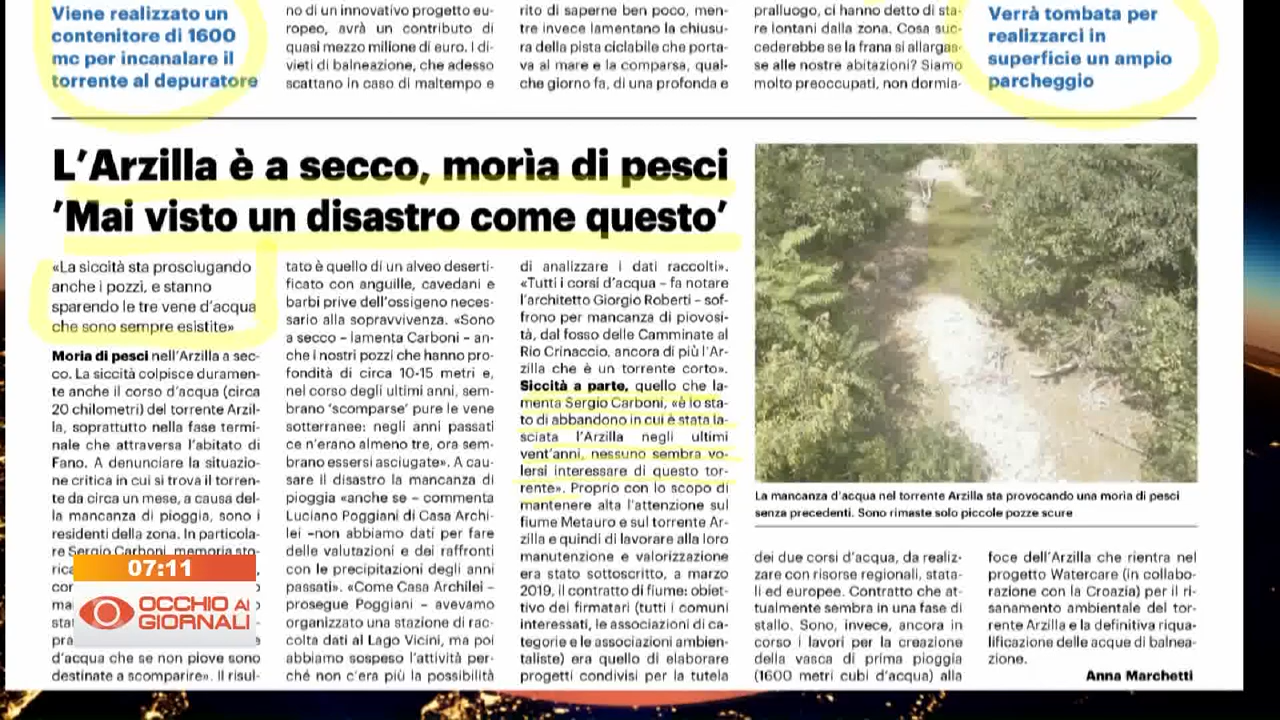 Viene realizzato un
contenitore di 1600
mc per incanalare il
torrente al depuratore
no di un innovativo progetto eu-
ropeo, avrà un contributo di
quasi mezzo milione di euro. I di-
vieti di balneazione, che adesso
scattano in caso di maltempo e
rito di saperne ben poco, men-
tre invece lamentano la chiusu-
ra della pista ciclabile che porta-
va al mare e la comparsa, qual-
che giorno fa, di una profonda e
pralluogo, ci hanno detto di sta-
re lontani dalla zona. Cosa suc-
cederebbe se la frana si allargas-
se alle nostre abitazioni? Siamo
molto preoccupati, non dormia-
Verrà tombata per
realizzarci in
superficie un ampio
parcheggio
L'Arzilla è a secco, morìa di pesci
'Mai visto un disastro come questo'
«La siccità sta prosciugando
anche i pozzi, e stanno
sparendo le tre vene d'acqua
che sono sempre esistite»
Moria di pesci nell'Arzilla a sec-
co. La siccità colpisce duramen-
te anche il corso d'acqua (circa
20 chilometri) del torrente Arzil-
la, soprattutto nella fase termi-
nale che attraversa l'abitato di
Fano. A denunciare la situazio-
ne critica in cui si trova il torren-
te da circa un mese, a causa del-
la mancanza di pioggia, sono i
residenti della zona. In particola-
re Sergio Carboni, memoria sto-
d'acqua che se non piove sono
destinate a scomparire». Il risul-
tato è quello di un alveo deserti-
ficato con anguille, cavedani e
barbi prive dell'ossigeno neces-
sario alla sopravvivenza. «Sono
a secco – lamenta Carboni – an-
che i nostri pozzi che hanno pro-
fondità di circa 10-15 metri e,
nel corso degli ultimi anni, sem-
brano 'scomparse' pure le vene
sotterranee: negli anni passati
ce n'erano almeno tre, ora sem-
brano essersi asciugate». A cau-
sare il disastro la mancanza di
pioggia «anche se – commenta
Luciano Poggiani di Casa Archi-
lei –non abbiamo dati per fare
delle valutazioni e dei raffronti
con le precipitazioni degli anni
passati». «Come Casa Archilei –
prosegue Poggiani – avevamo
organizzato una stazione di rac-
colta dati al Lago Vicini, ma poi
abbiamo sospeso l'attività per-
ché non c'era più la possibilità
di analizzare i dati raccolti».
«Tutti i corsi d'acqua – fa notare
l'architetto Giorgio Roberti – sof-
frono per mancanza di piovosi-
tà, dal fosso delle Camminate al
Rio Crinaccio, ancora di più l'Ar-
zilla che è un torrente corto».
Siccità a parte, quello che la-
menta Sergio Carboni, «è lo sta-
to di abbandono in cui è stata la-
sciata l'Arzilla negli ultimi
vent'anni, nessuno sembra vo-
lersi interessare di questo tor-
rente». Proprio con lo scopo di
mantenere alta l'attenzione sul
fiume Metauro e sul torrente Ar-
zilla e quindi di lavorare alla loro
manutenzione e valorizzazione
era stato sottoscritto, a marzo
2019, il contratto di fiume: obiet-
tivo dei firmatari (tutti i comuni
interessati, le associazioni di ca-
tegorie e le associazioni ambien-
taliste) era quello di elaborare
progetti condivisi per la tutela
La mancanza d'acqua nel torrente Arzilla sta provocando una moria di pesci
senza precedenti. Sono rimaste solo piccole pozze scure
dei due corsi d'acqua, da realiz-
zare con risorse regionali, stata-
li ed europee. Contratto che at-
tualmente sembra in una fase di
stallo. Sono, invece, ancora in
corso i lavori per la creazione
della vasca di prima pioggia
(1600 metri cubi d'acqua) alla
foce dell'Arzilla che rientra nel
progetto Watercare (in collabo-
razione con la Croazia) per il ri-
sanamento ambientale del tor-
rente Arzilla e la definitiva riqua-
lificazione delle acque di balnea-
zione.
Anna Marchetti
07:11
OCCHIO AI
GIORNALI